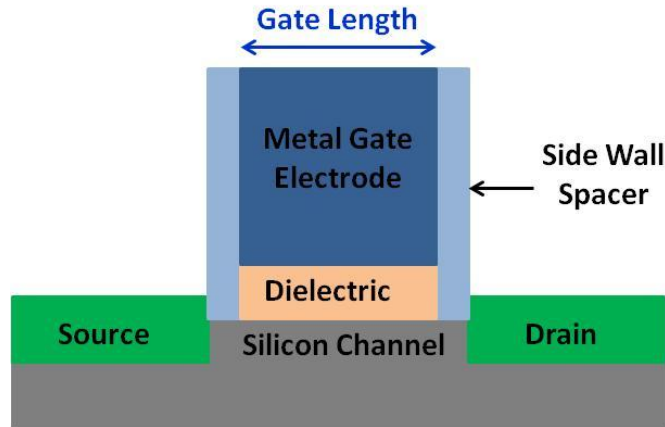 Gate Length
Metal Gate
Electrode
Side Wall
Spacer
Dielectric
Source
Silicon Channel
Drain